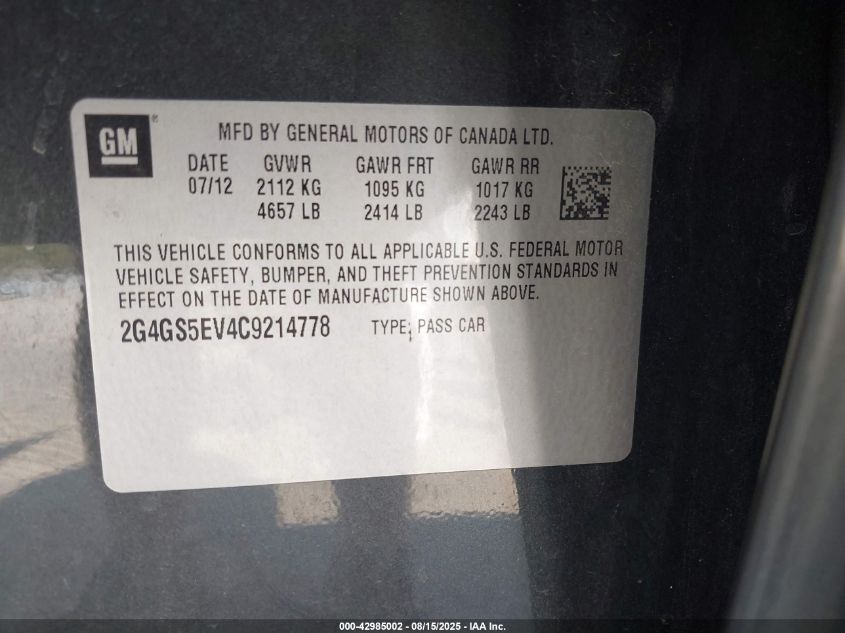 GM
®
MFD BY GENERAL MOTORS OF CANADA LTD.
DATE GVWR GAWR FRT GAWR RR
07/12 2112 KG 1095 KG 1017 KG
4657 LB 2414 LB 2243 LB
THIS VEHICLE CONFORMS TO ALL APPLICABLE U.S. FEDERAL MOTOR
VEHICLE SAFETY, BUMPER, AND THEFT PREVENTION STANDARDS IN
EFFECT ON THE DATE OF MANUFACTURE SHOWN ABOVE.
2G4GS5EV4C9214778 TYPE: PASS CAR
000-42985002 - 08/15/2025 - IAA Inc.